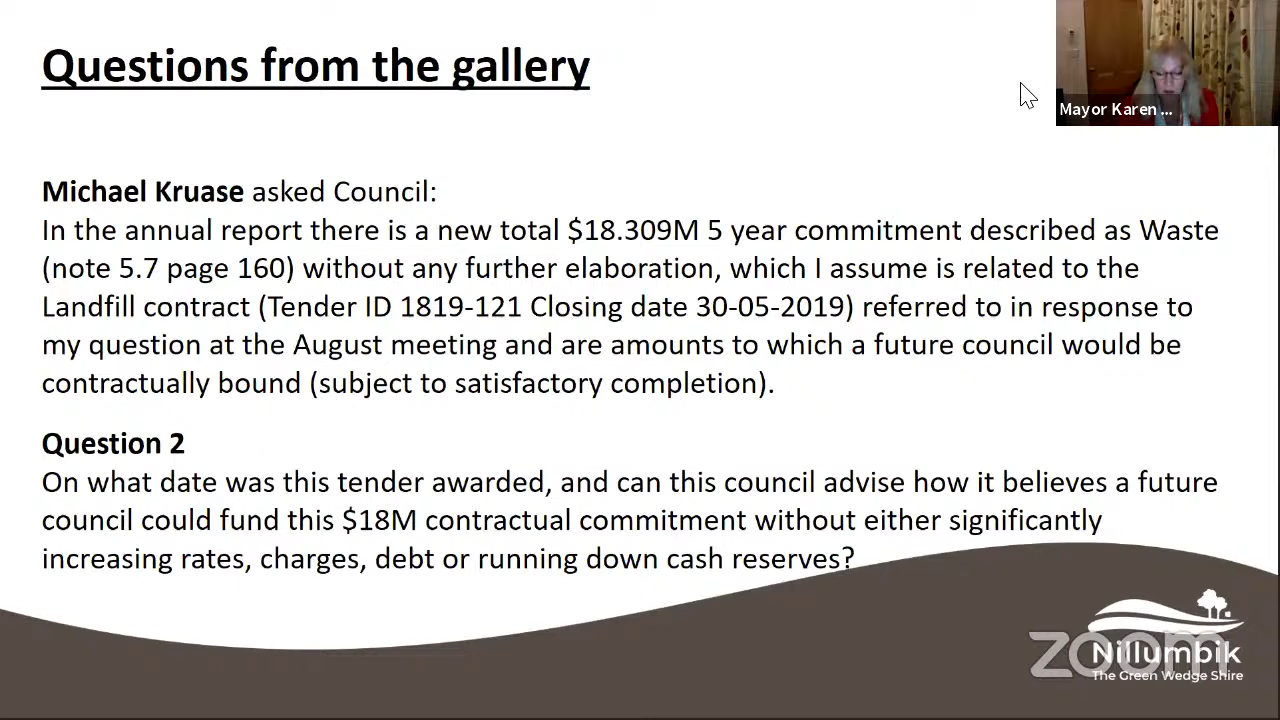 Questions from the gallery
Mayor Karen ...
Michael Kruase asked Council:
In the annual report there is a new total $18.309M 5 year commitment described as Waste
(note 5.7 page 160) without any further elaboration, which I assume is related to the
Landfill contract (Tender ID 1819-121 Closing date 30-05-2019) referred to in response to
my question at the August meeting and are amounts to which a future council would be
contractually bound (subject to satisfactory completion).
Question 2
On what date was this tender awarded, and can this council advise how it believes a future
council could fund this $18M contractual commitment without either significantly
increasing rates, charges, debt or running down cash reserves?
zoom
Nillumbik
The Green Wedge Shire